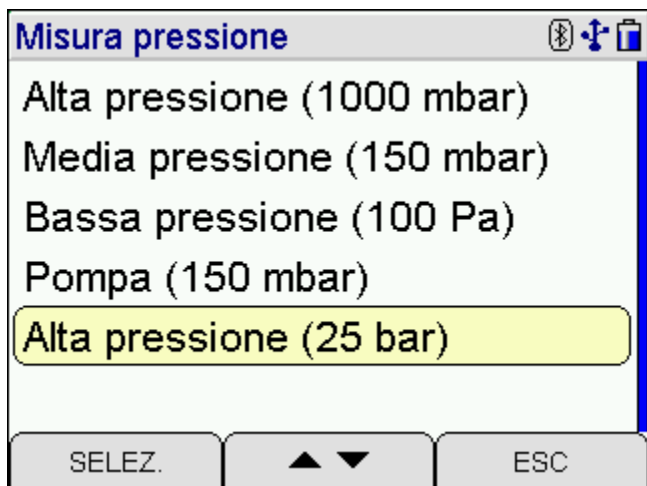 Misura pressione
Alta pressione (1000 mbar)
Media pressione (150 mbar)
Bassa pressione (100 Pa)
Pompa (150 mbar)
Alta pressione (25 bar)
SELEZ. ▲ ▼ ESC